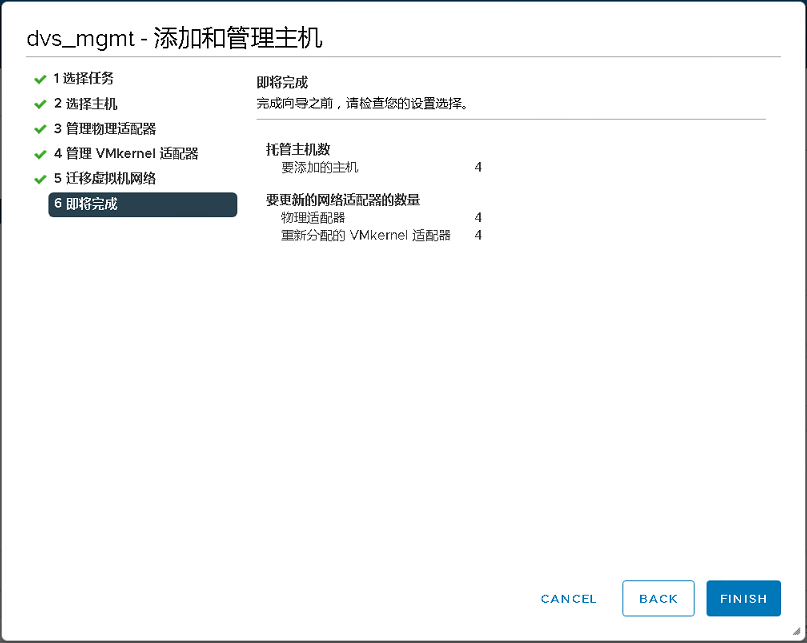 dvs_mgmt - 添加和管理主机
1 选择任务
2 选择主机
3 管理物理适配器
4 管理 VMkernel 适配器
5 迁移虚拟机网络
6 即将完成
即将完成
完成向导之前，请检查您的设置选择。
托管主机数
要添加的主机 4
要更新的网络适配器的数量
物理适配器 4
重新分配的 VMkernel 适配器 4
CANCEL BACK FINISH